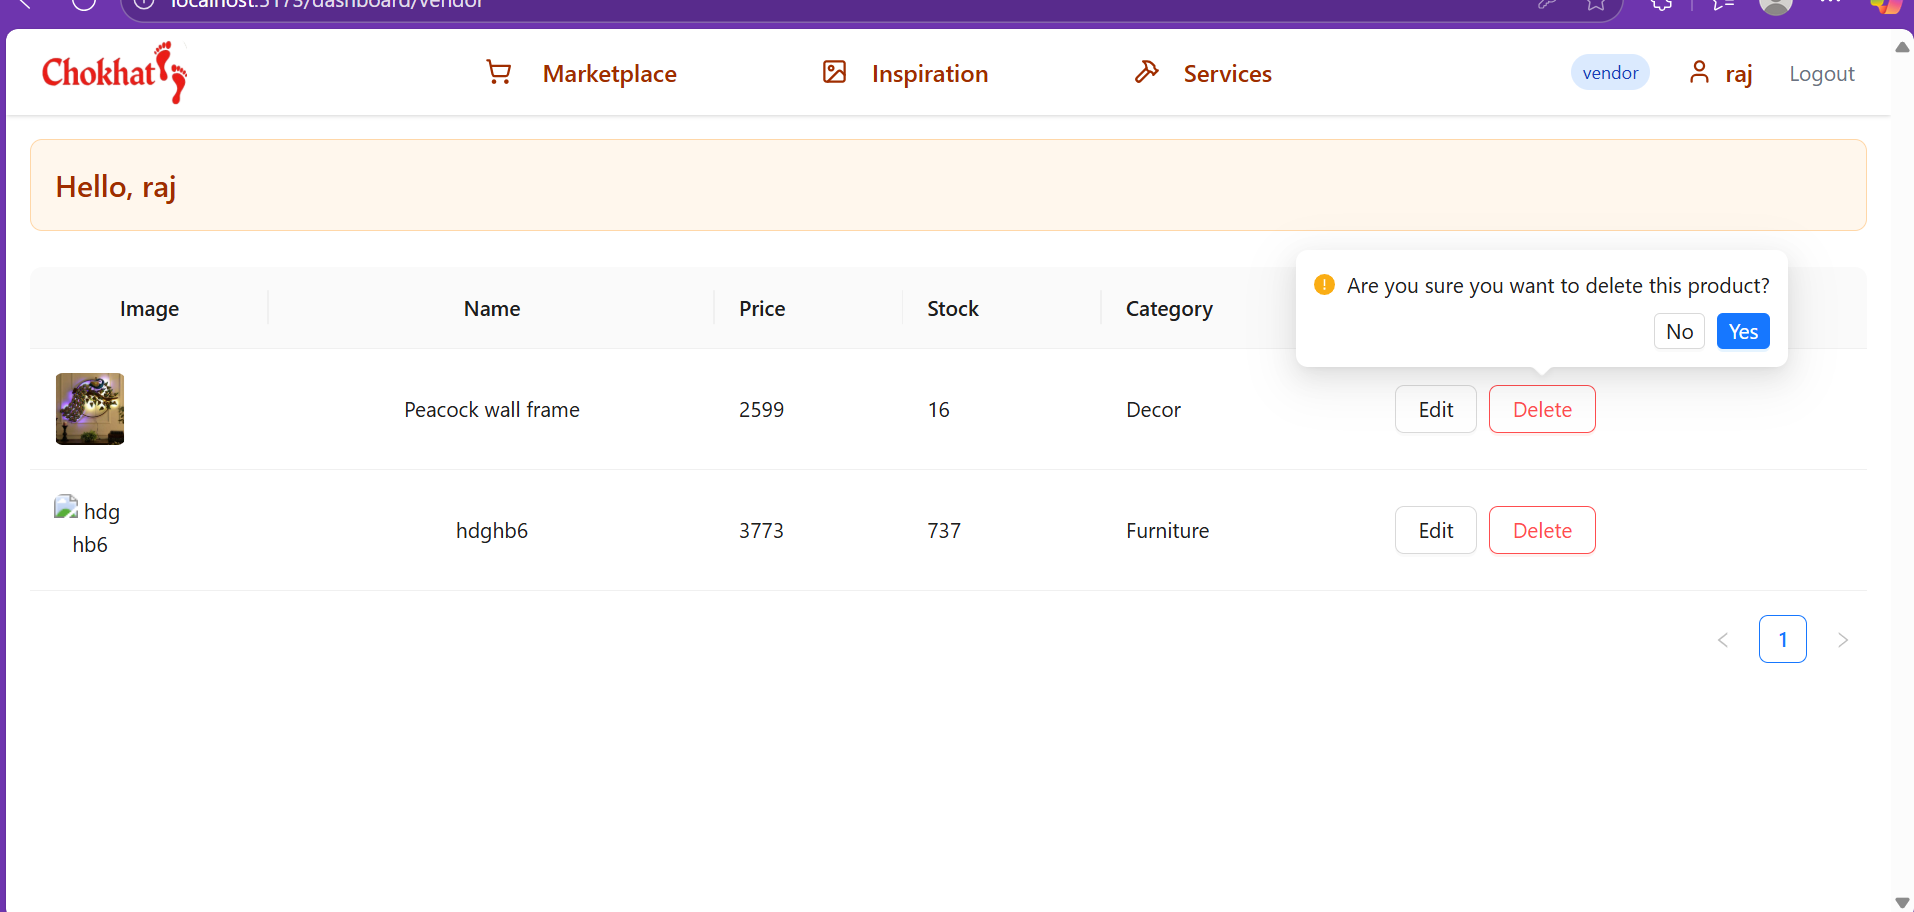 localhost:5173/dashboard/vendor
Chokhat
Marketplace
Inspiration
Services
vendor
raj
Logout
Hello, raj
Image
Name
Price
Stock
Category
Are you sure you want to delete this product?
No
Yes
Peacock wall frame
2599
16
Decor
Edit
Delete
hdg
hb6
hdghb6
3773
737
Furniture
Edit
Delete
1